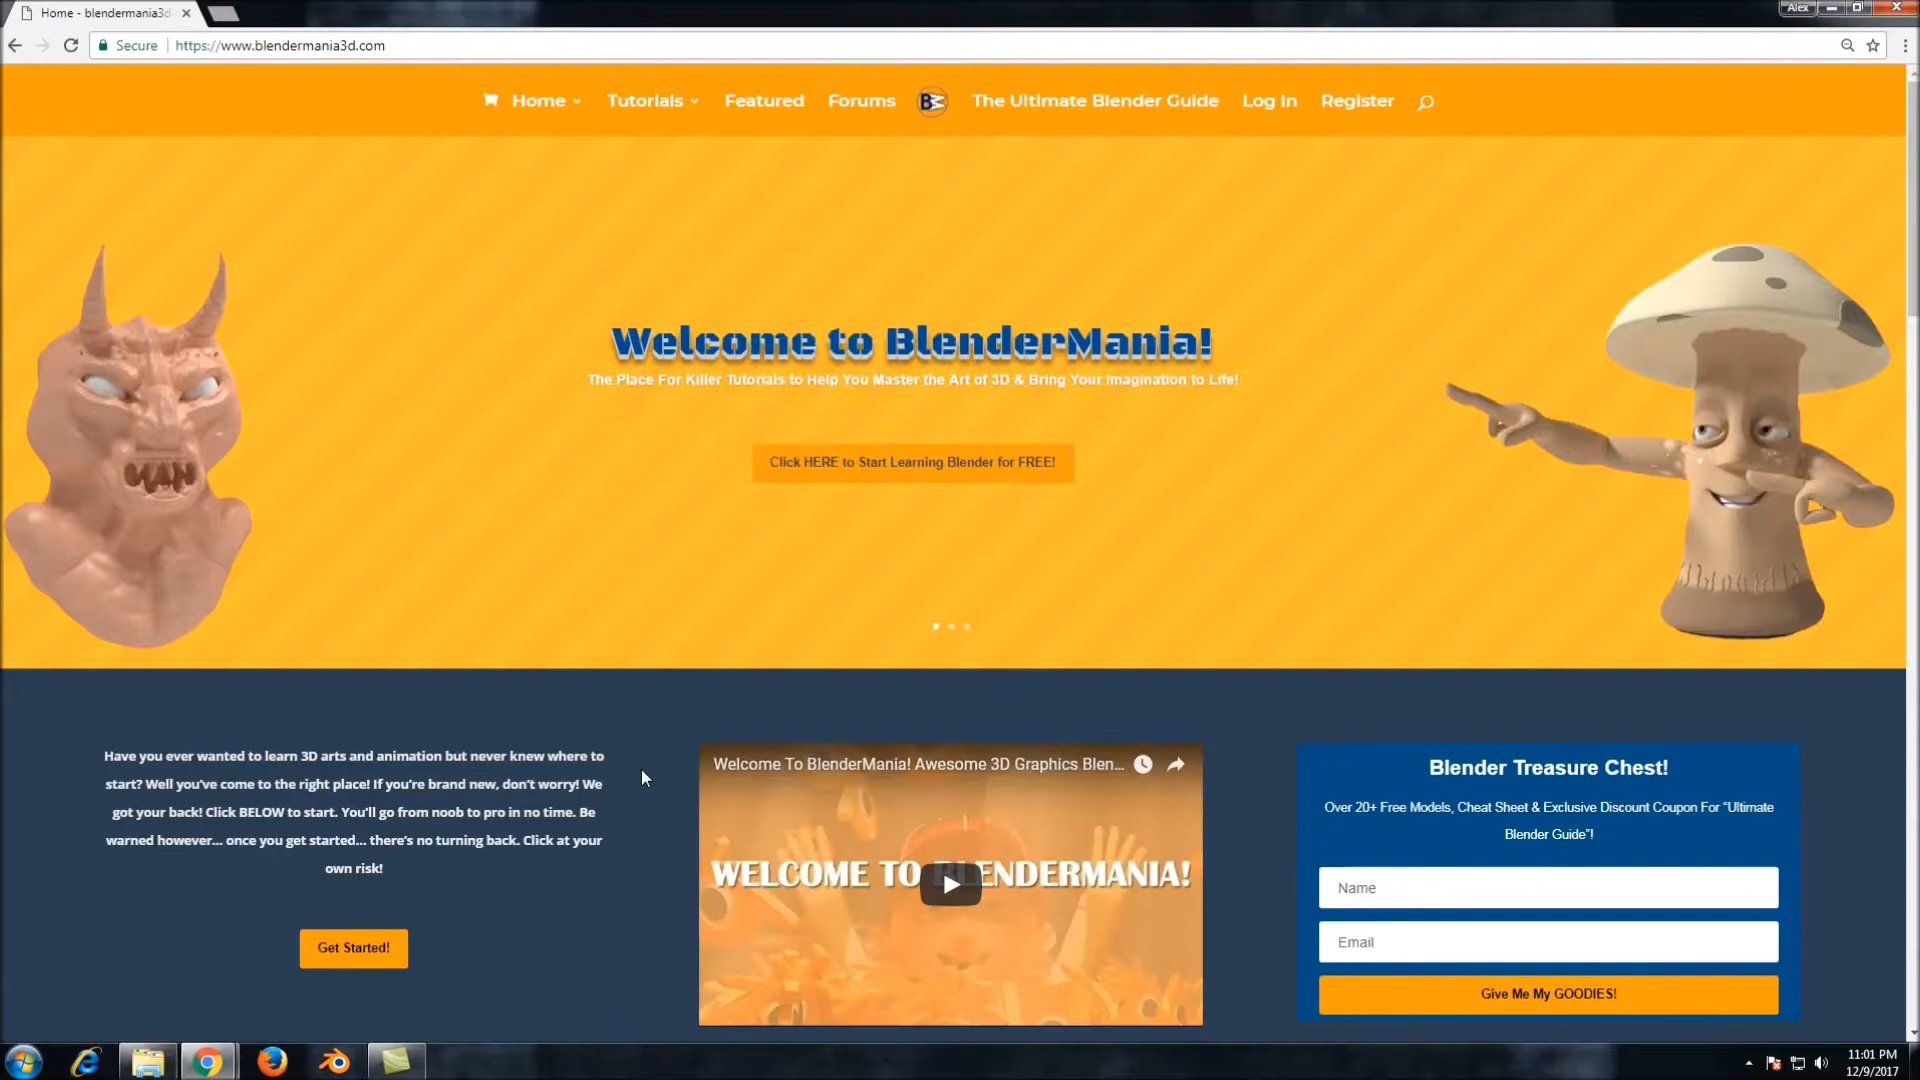 Home - blendermania3d
Alex
Secure
https://www.blendermania3d.com
Home
Tutorials
Featured
Forums
BM
The Ultimate Blender Guide
Log In
Register
Welcome to BlenderMania!
The Place For Killer Tutorials to Help You Master the Art of 3D & Bring Your Imagination to Life!
Click HERE to Start Learning Blender for FREE!
Have you ever wanted to learn 3D arts and animation but never knew where to
start? Well you've come to the right place! If you're brand new, don't worry! We
got your back! Click BELOW to start. You'll go from noob to pro in no time. Be
warned however... once you get started... there's no turning back. Click at your
own risk!
Get Started!
Welcome To BlenderMania! Awesome 3D Graphics Blen...
WELCOME TO BLENDERMANIA!
Blender Treasure Chest!
Over 20+ Free Models, Cheat Sheet & Exclusive Discount Coupon For “Ultimate
Blender Guide”!
Name
Email
Give Me My GOODIES!
11:01 PM
12/9/2017